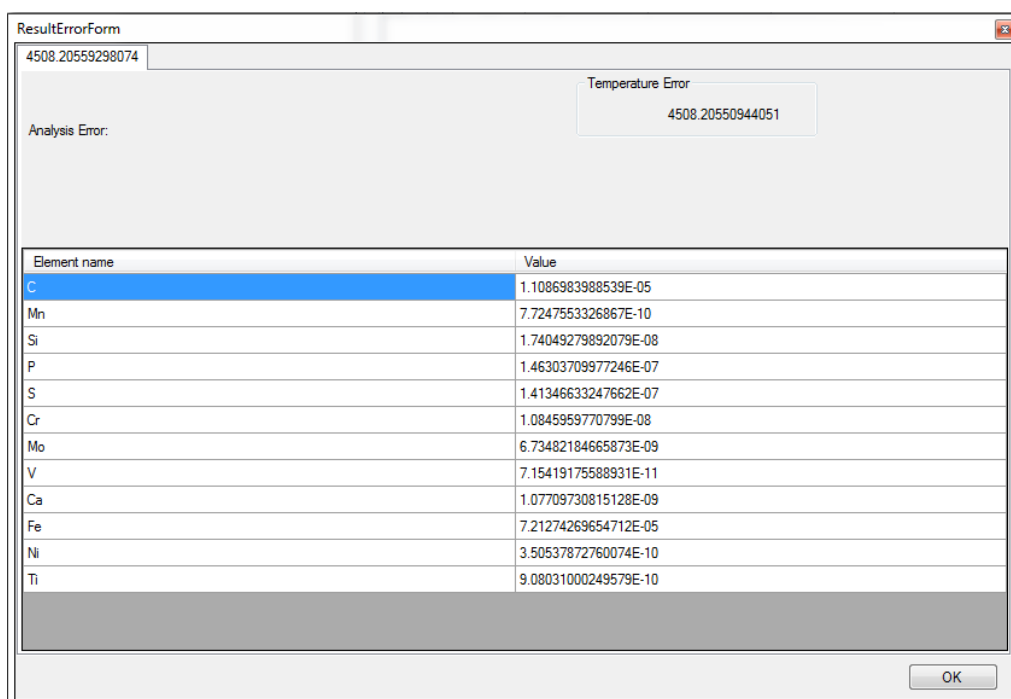 ResultErrorForm
4508.20559298074
Temperature Error
4508.20550944051
Analysis Error:
Element name Value
C 1.1086983988539E-05
Mn 7.7247553326867E-10
Si 1.74049279892079E-08
P 1.46303709977246E-07
S 1.41346633247662E-07
Cr 1.0845959770799E-08
Mo 6.73482184665873E-09
V 7.15419175588931E-11
Ca 1.07709730815128E-09
Fe 7.21274269654712E-05
Ni 3.50537872760074E-10
Ti 9.08031000249579E-10
OK